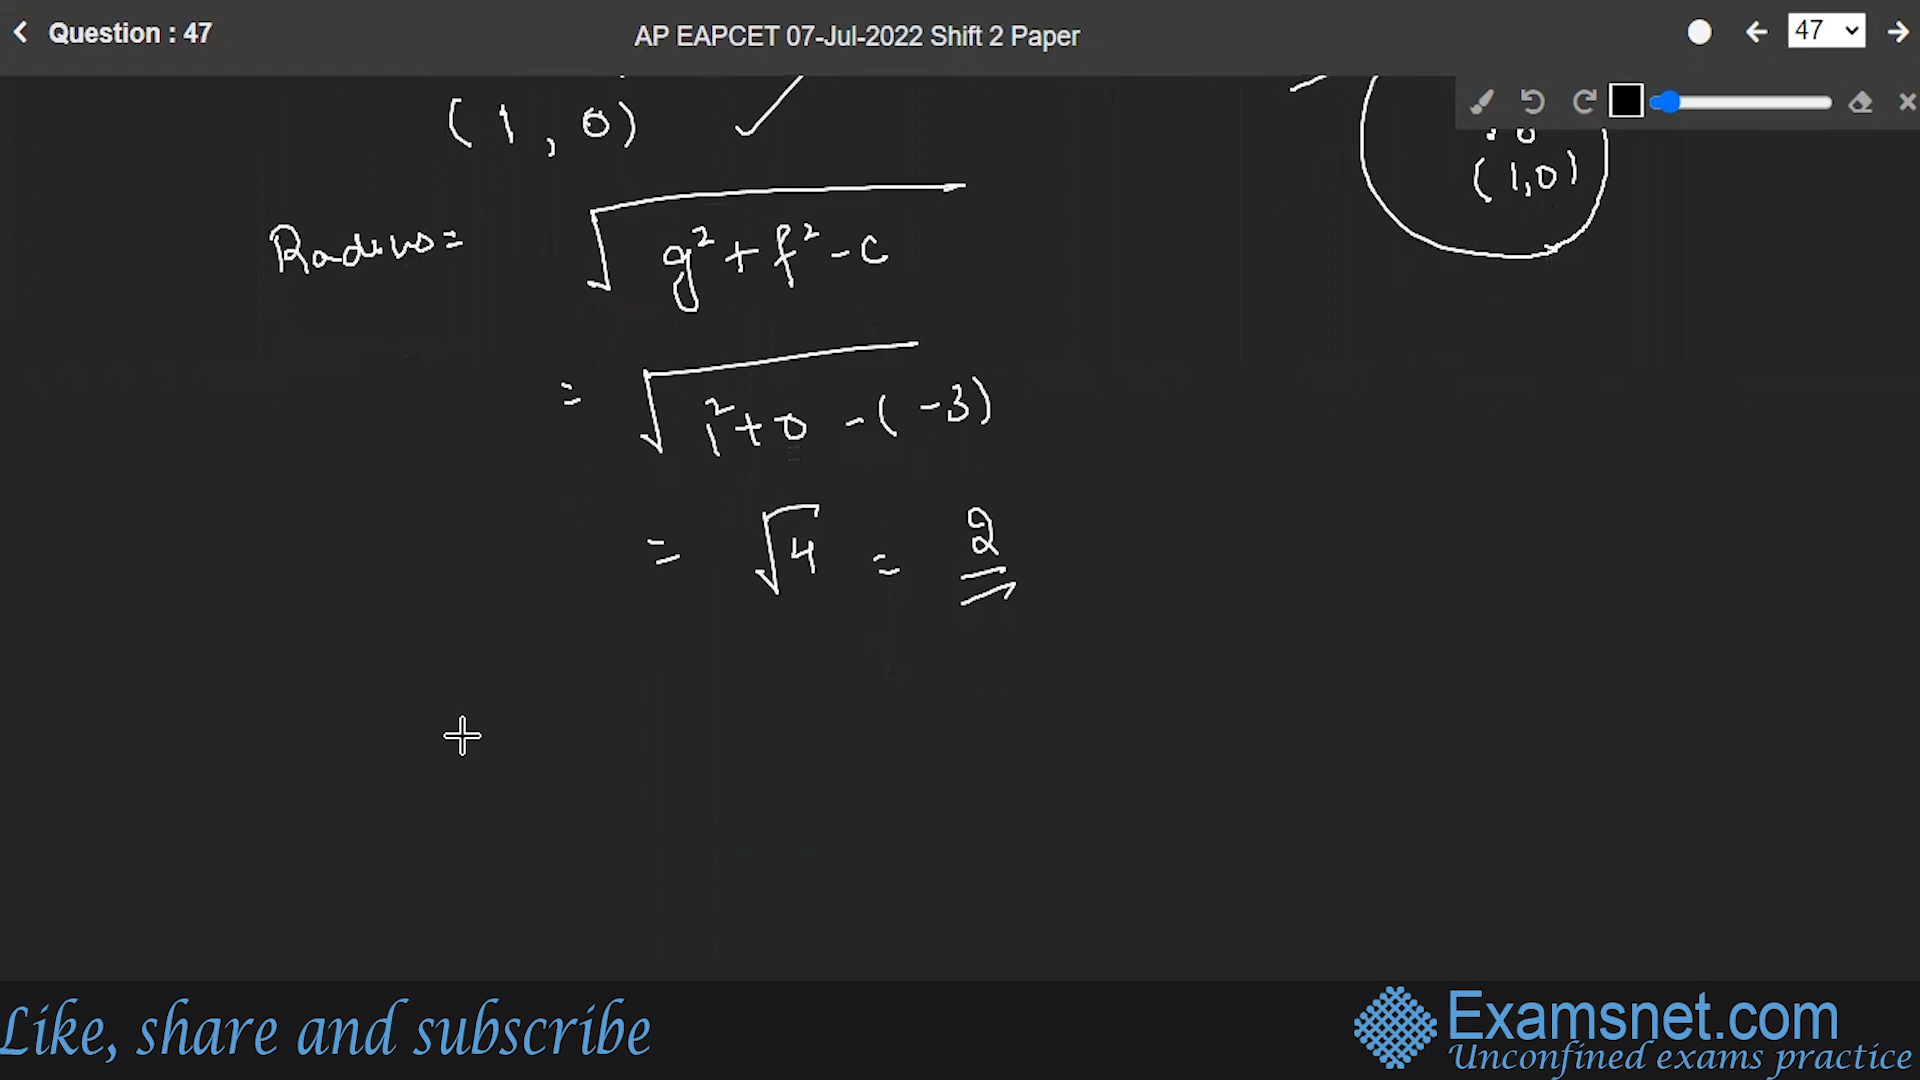 Question : 47
AP EAPCET 07-Jul-2022 Shift 2 Paper
47
(1, 0)
(1,0)
Radius = √(g² + f² - c
= √(1² + 0 - (-3)
= √4 = 2
Like, share and subscribe
Examsnet.com
Unconfined exams practice